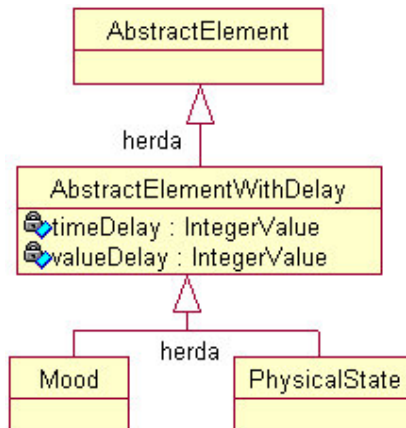 AbstractElement
herda
AbstractElementWithDelay
timeDelay : IntegerValue
valueDelay : IntegerValue
herda
Mood
PhysicalState